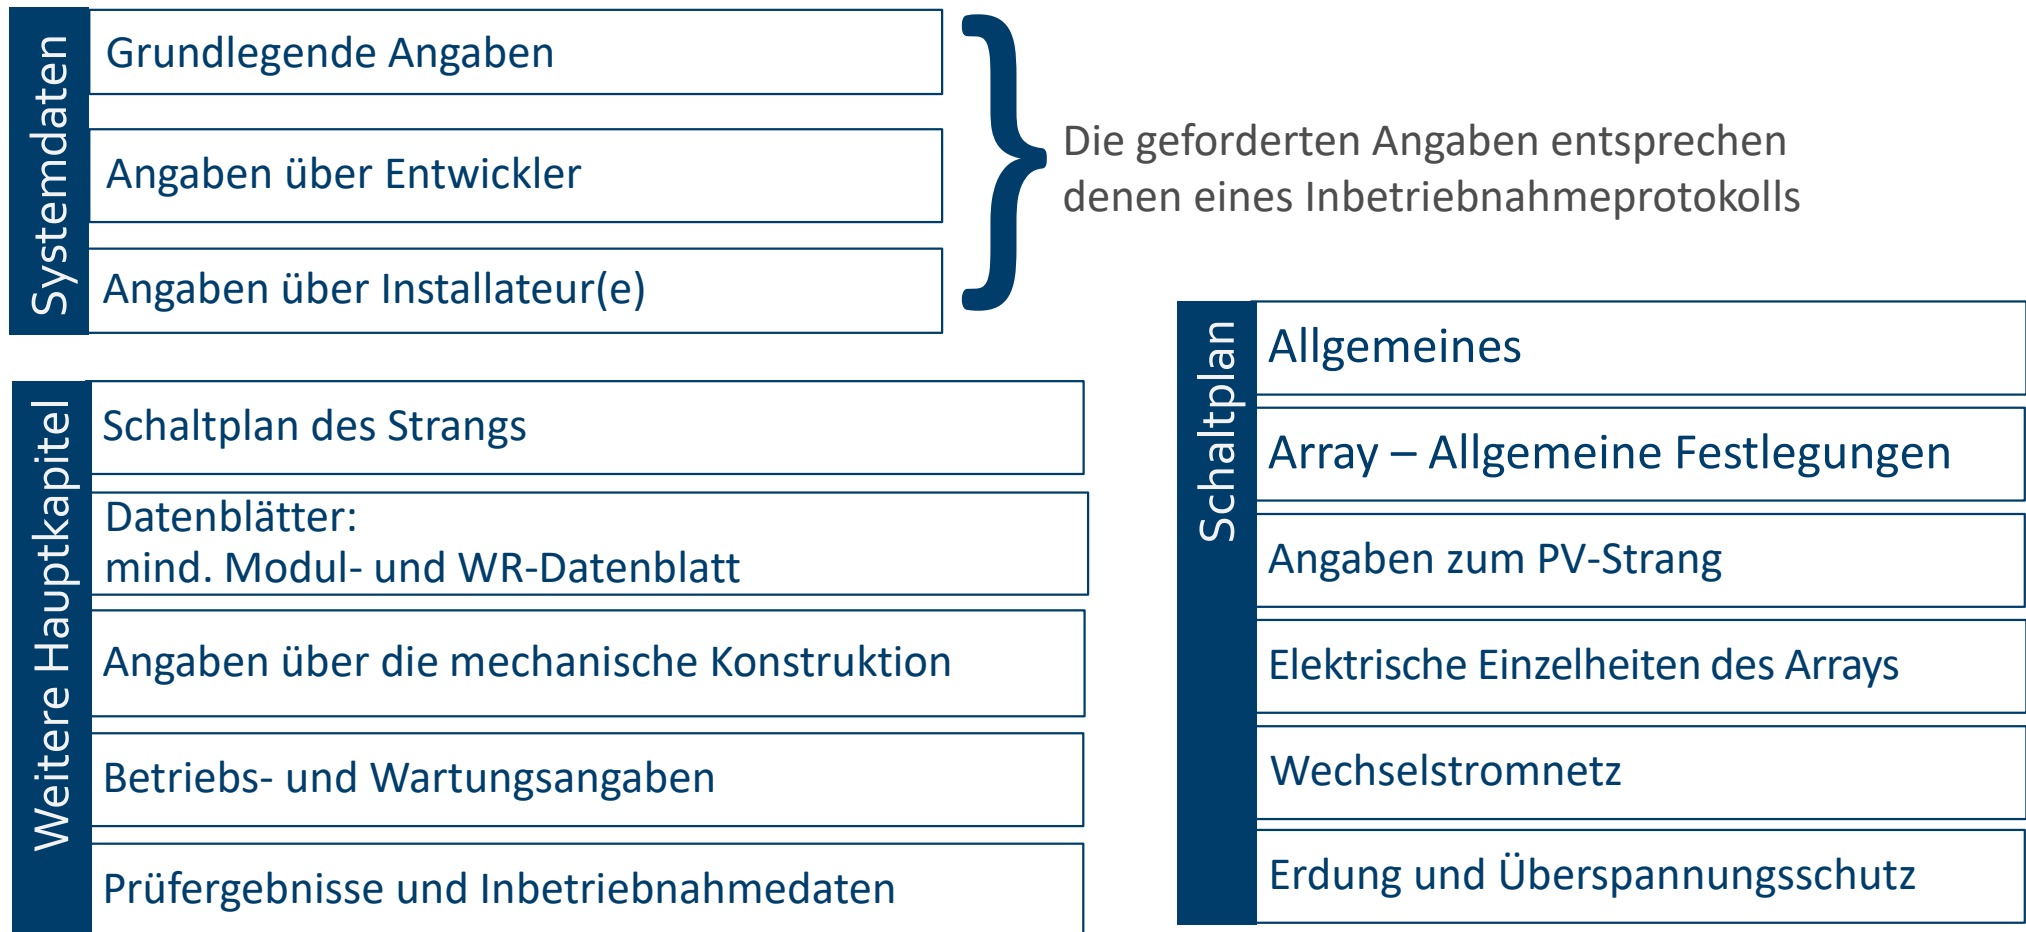 Systemdaten
Grundlegende Angaben
Angaben über Entwickler
Angaben über Installateur(e)
Die geforderten Angaben entsprechen
denen eines Inbetriebnahmeprotokolls
Weitere Hauptkapitel
Schaltplan des Strangs
Datenblätter:
mind. Modul- und WR-Datenblatt
Angaben über die mechanische Konstruktion
Betriebs- und Wartungsangaben
Prüfergebnisse und Inbetriebnahmedaten
Schaltplan
Allgemeines
Array – Allgemeine Festlegungen
Angaben zum PV-Strang
Elektrische Einzelheiten des Arrays
Wechselstromnetz
Erdung und Überspannungsschutz